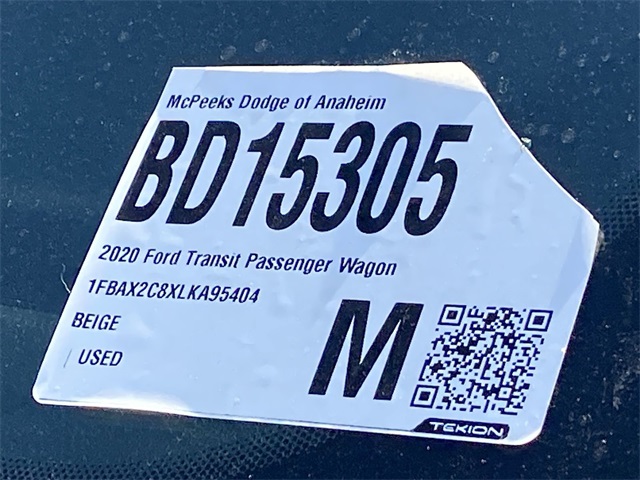 McPeeks Dodge of Anaheim
BD15305
2020 Ford Transit Passenger Wagon
1FBAX2C8XLKA95404
BEIGE
USED
M
TEKION